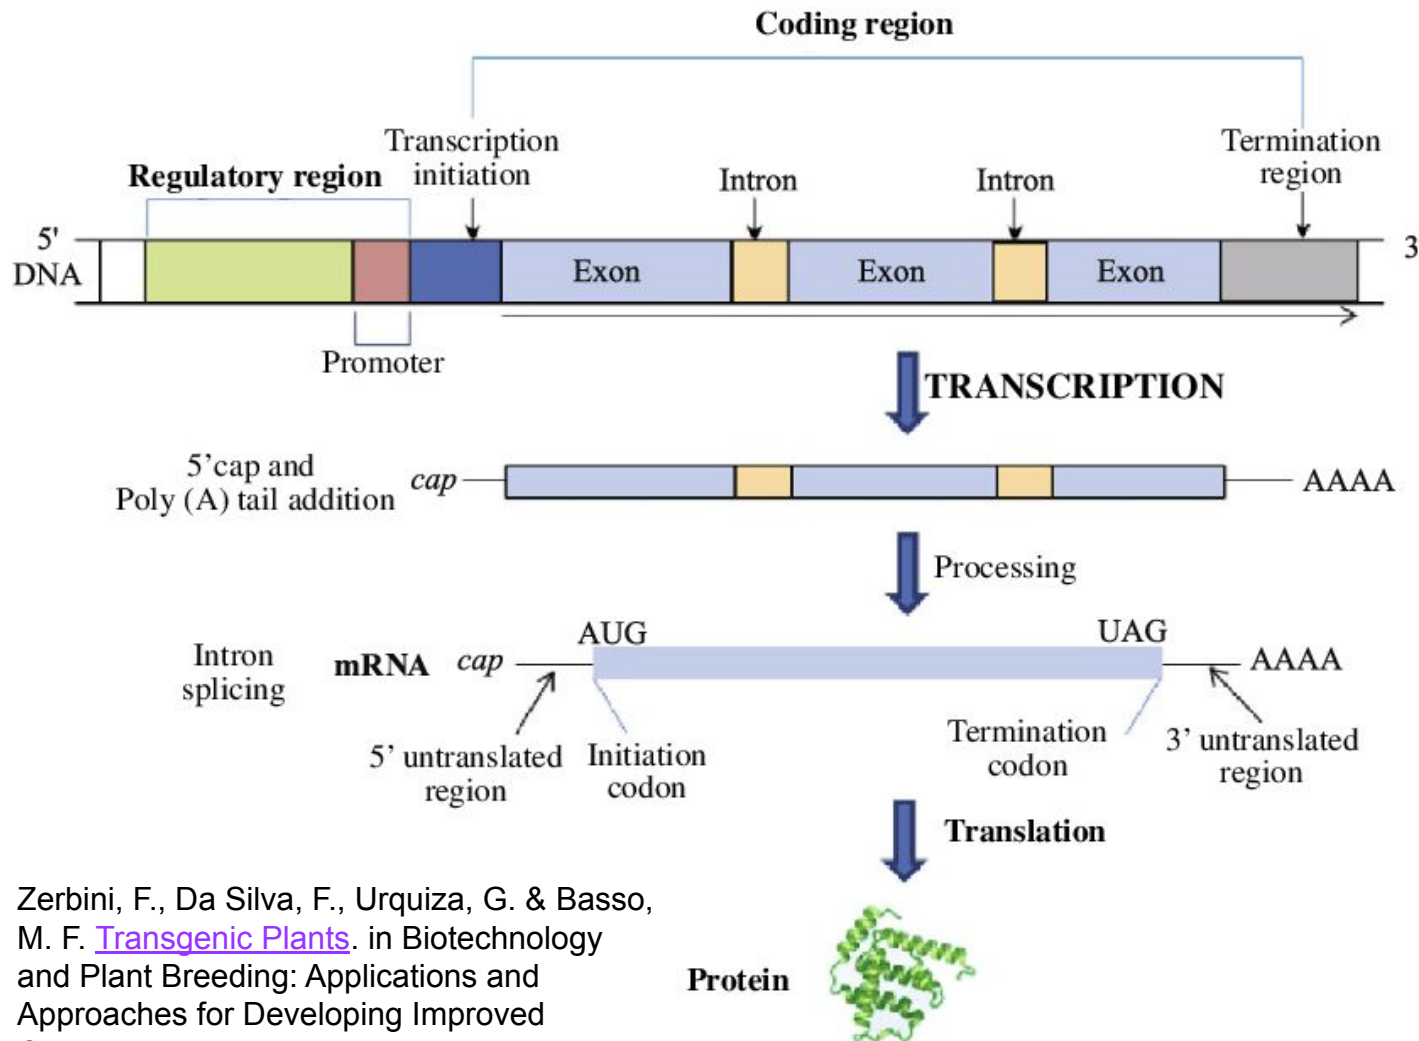 Coding region
Transcription
initiation
Termination
region
Regulatory region
Intron
Intron
5'
DNA
3
Exon
Exon
Exon
Promoter
TRANSCRIPTION
5’cap and
Poly (A) tail addition
cap
AAAA
Processing
AUG
UAG
Intron
splicing
mRNA
cap
AAAA
5’ untranslated
region
Initiation
codon
Termination
codon
3’ untranslated
region
Translation
Zerbini, F., Da Silva, F., Urquiza, G. & Basso,
M. F. Transgenic Plants. in Biotechnology
and Plant Breeding: Applications and
Approaches for Developing Improved
Protein